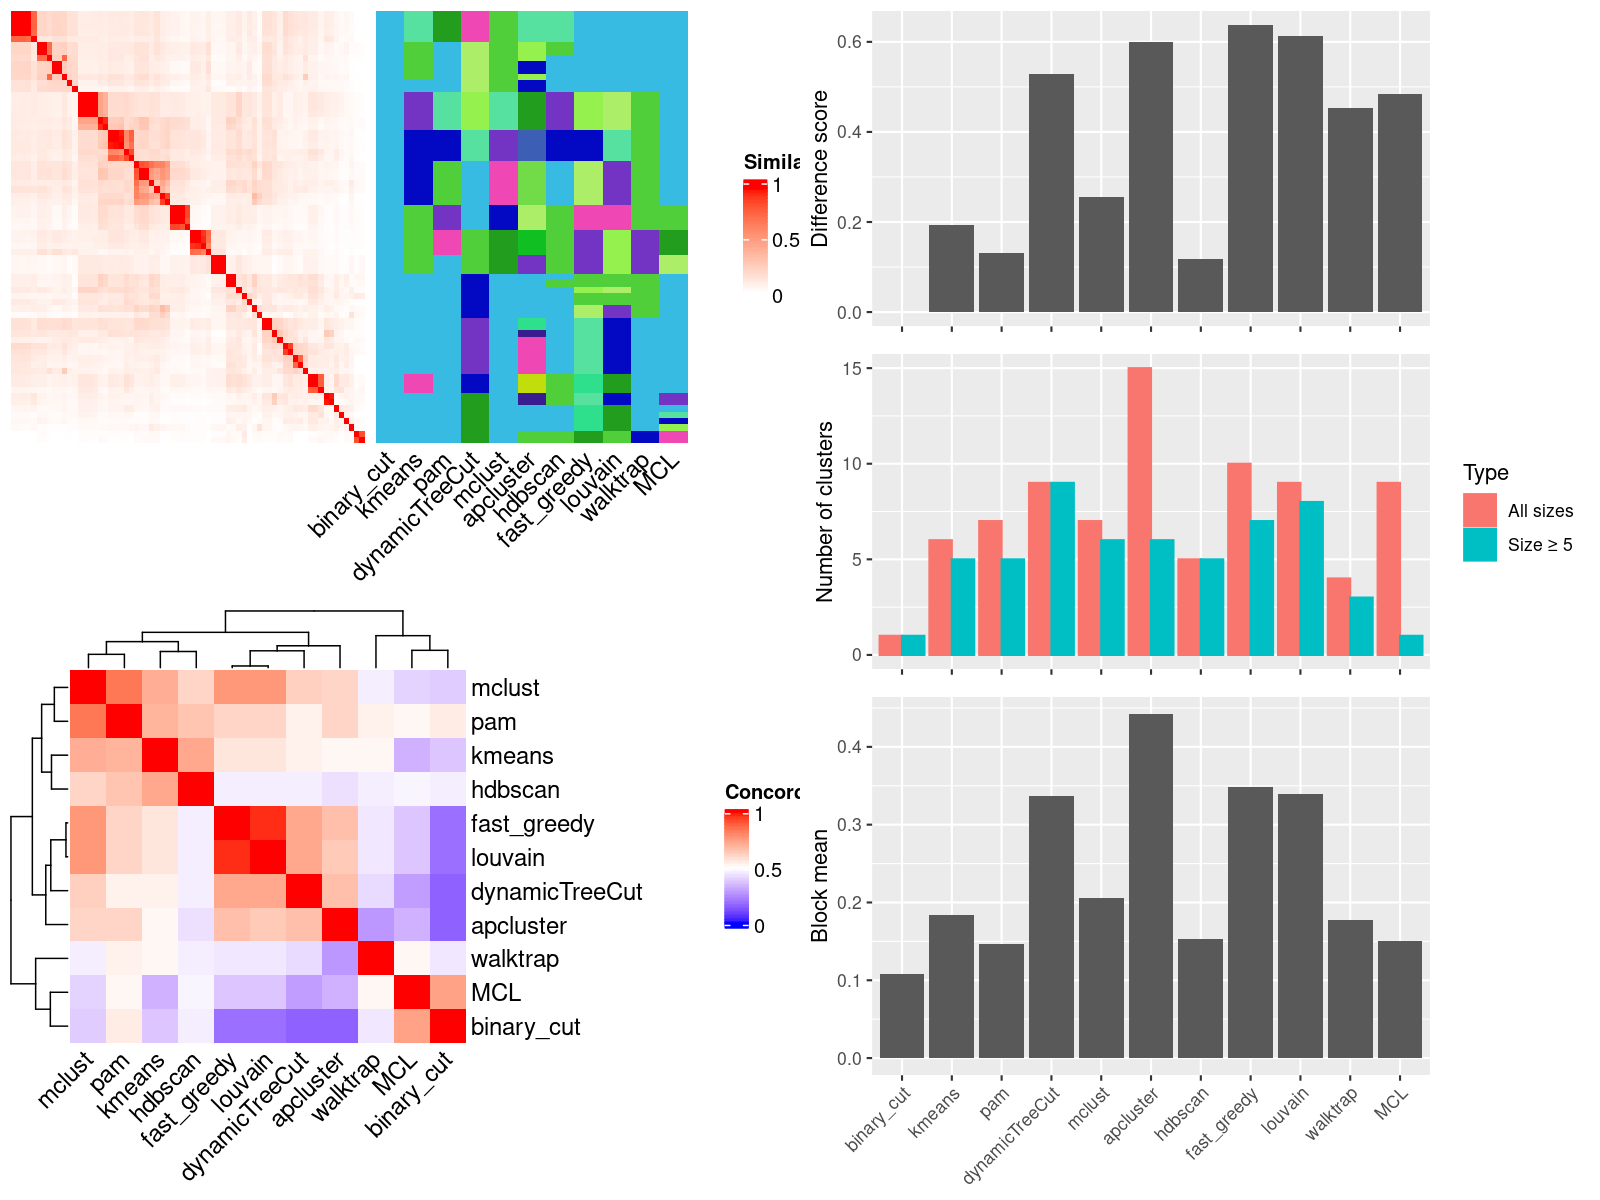 Simila
1
0.5
0
binary_cut
kmeans
pam
dynamicTreeCut
mclust
apcluster
hdbscan
fast_greedy
louvain
walktrap
MCL
mclust
pam
kmeans
hdbscan
fast_greedy
louvain
dynamicTreeCut
apcluster
walktrap
MCL
binary_cut
mclust
pam
kmeans
hdbscan
fast_greedy
louvain
dynamicTreeCut
apcluster
walktrap
MCL
binary_cut
Concord
1
0.5
0
Difference score
0.6
0.4
0.2
0.0
Number of clusters
15
10
5
0
Type
All sizes
Size ≥ 5
Block mean
0.4
0.3
0.2
0.1
0.0
binary_cut
kmeans
pam
dynamicTreeCut
mclust
apcluster
hdbscan
fast_greedy
louvain
walktrap
MCL